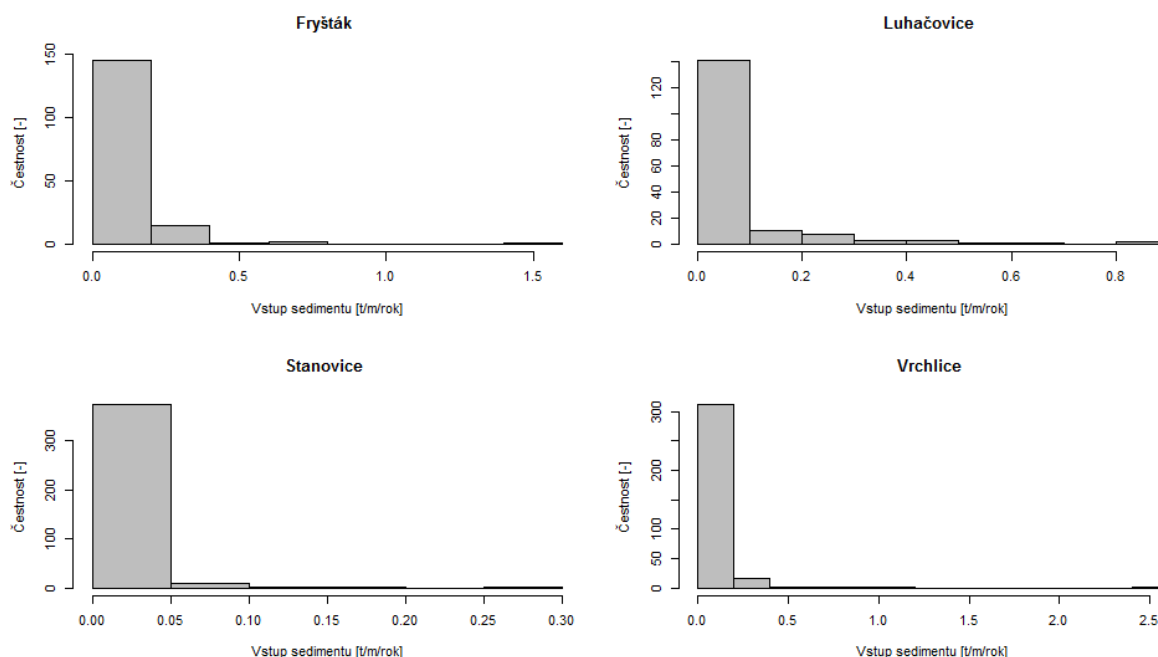 Fryšták
Čestnost [-]
150
100
50
0
0.0 0.5 1.0 1.5
Vstup sedimentu [t/m/rok]
Luhačovice
Čestnost [-]
120
80
60
40
20
0
0.0 0.2 0.4 0.6 0.8
Vstup sedimentu [t/m/rok]
Stanovice
Čestnost [-]
300
200
100
0
0.00 0.05 0.10 0.15 0.20 0.25 0.30
Vstup sedimentu [t/m/rok]
Vrchlice
Čestnost [-]
300
200
100
50
0
0.0 0.5 1.0 1.5 2.0 2.5
Vstup sedimentu [t/m/rok]